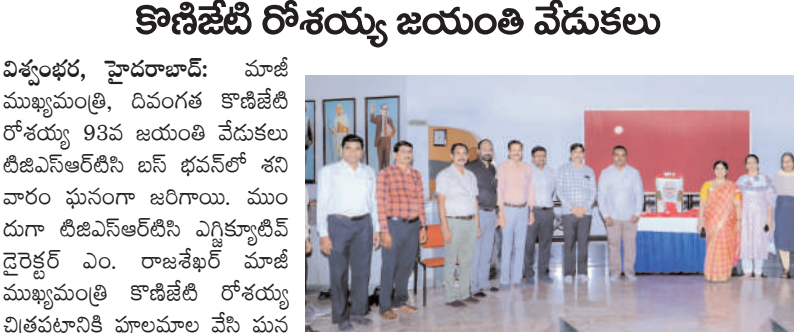 కొణిజేటి రోశయ్య జయంతి వేడుకలు
విశ్వంభర, హైదరాబాద్: మాజీ
ముఖ్యమంత్రి, దివంగత కొణిజేటి
రోశయ్య 93వ జయంతి వేడుకలు
టిజిఎస్ఆర్‌టిసి బస్ భవన్‌లో శని
వారం ఘనంగా జరిగాయి. ముం
దుగా టిజిఎస్ఆర్‌టిసి ఎగ్జిక్యూటివ్
డైరెక్టర్ ఎం. రాజశేఖర్ మాజీ
ముఖ్యమంత్రి కొణిజేటి రోశయ్య
చిత్రపటానికి పూలమాల వేసి ఘన